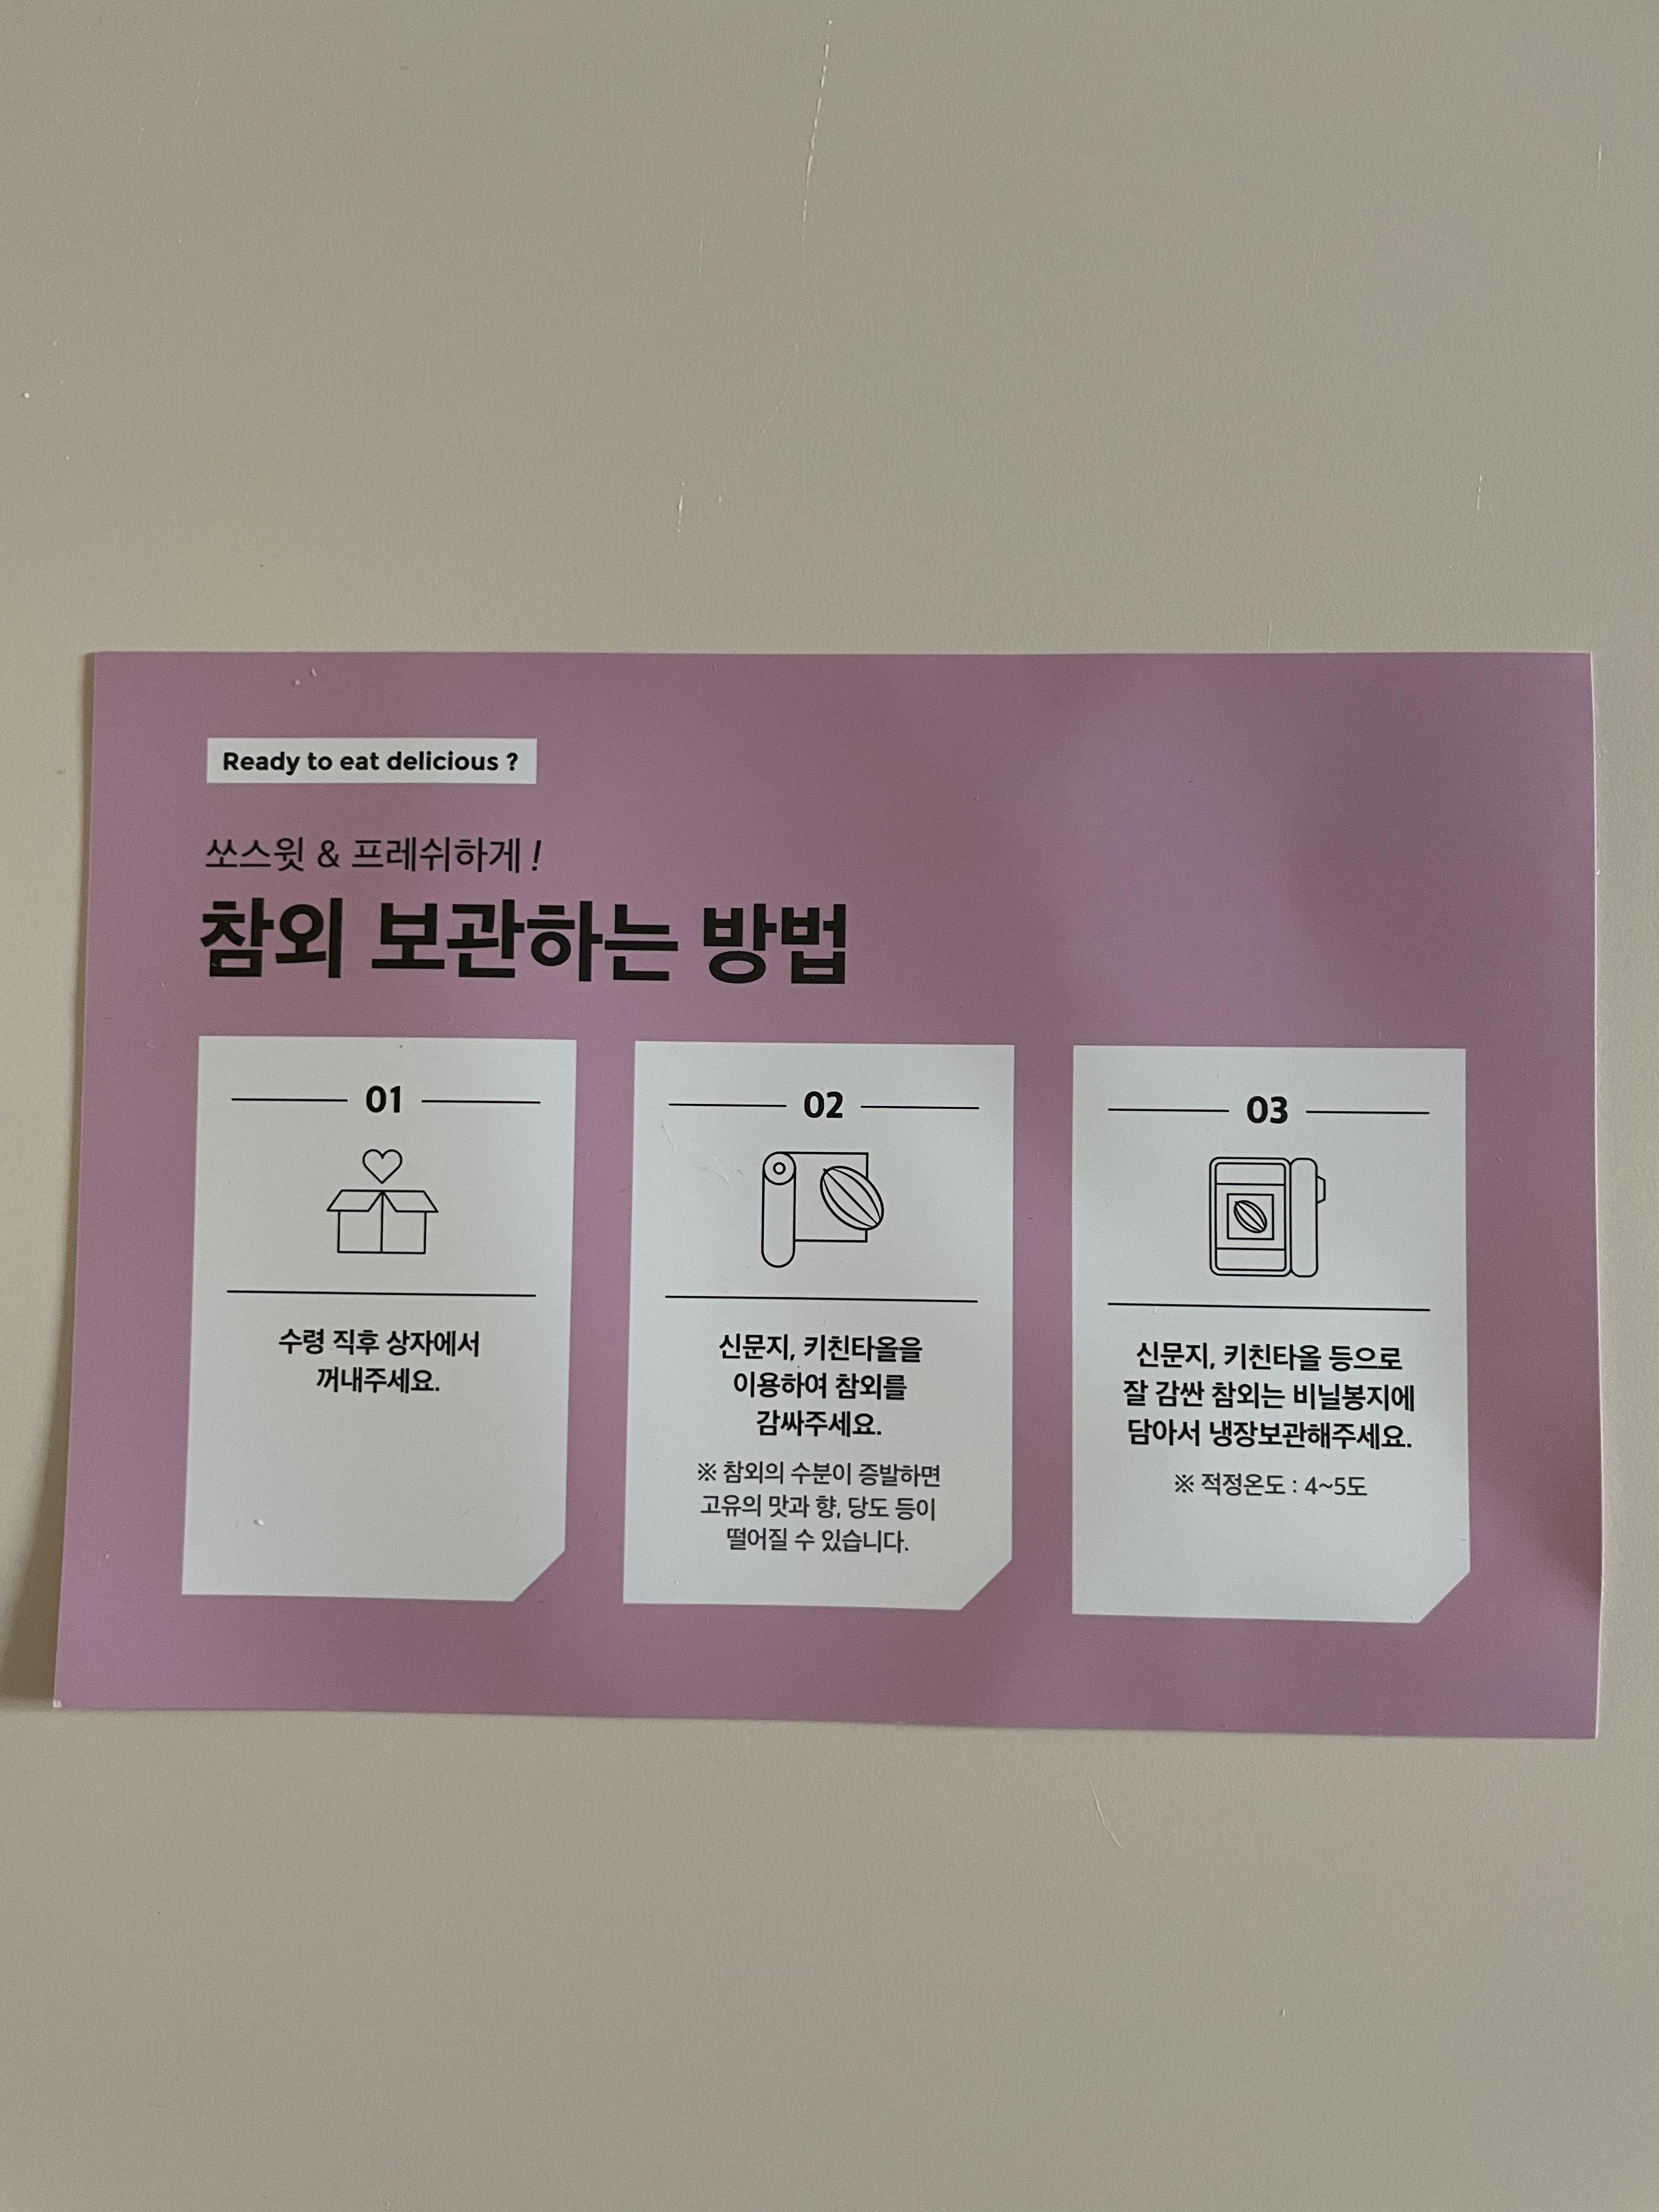 Ready to eat delicious ?
쏘스윗 & 프레쉬하게 !
참외 보관하는 방법
01
수령 직후 상자에서
꺼내주세요.
02
신문지, 키친타올을
이용하여 참외를
감싸주세요.
※ 참외의 수분이 증발하면
고유의 맛과 향, 당도 등이
떨어질 수 있습니다.
03
신문지, 키친타올 등으로
잘 감싼 참외는 비닐봉지에
담아서 냉장보관해주세요.
※ 적정온도 : 4~5도